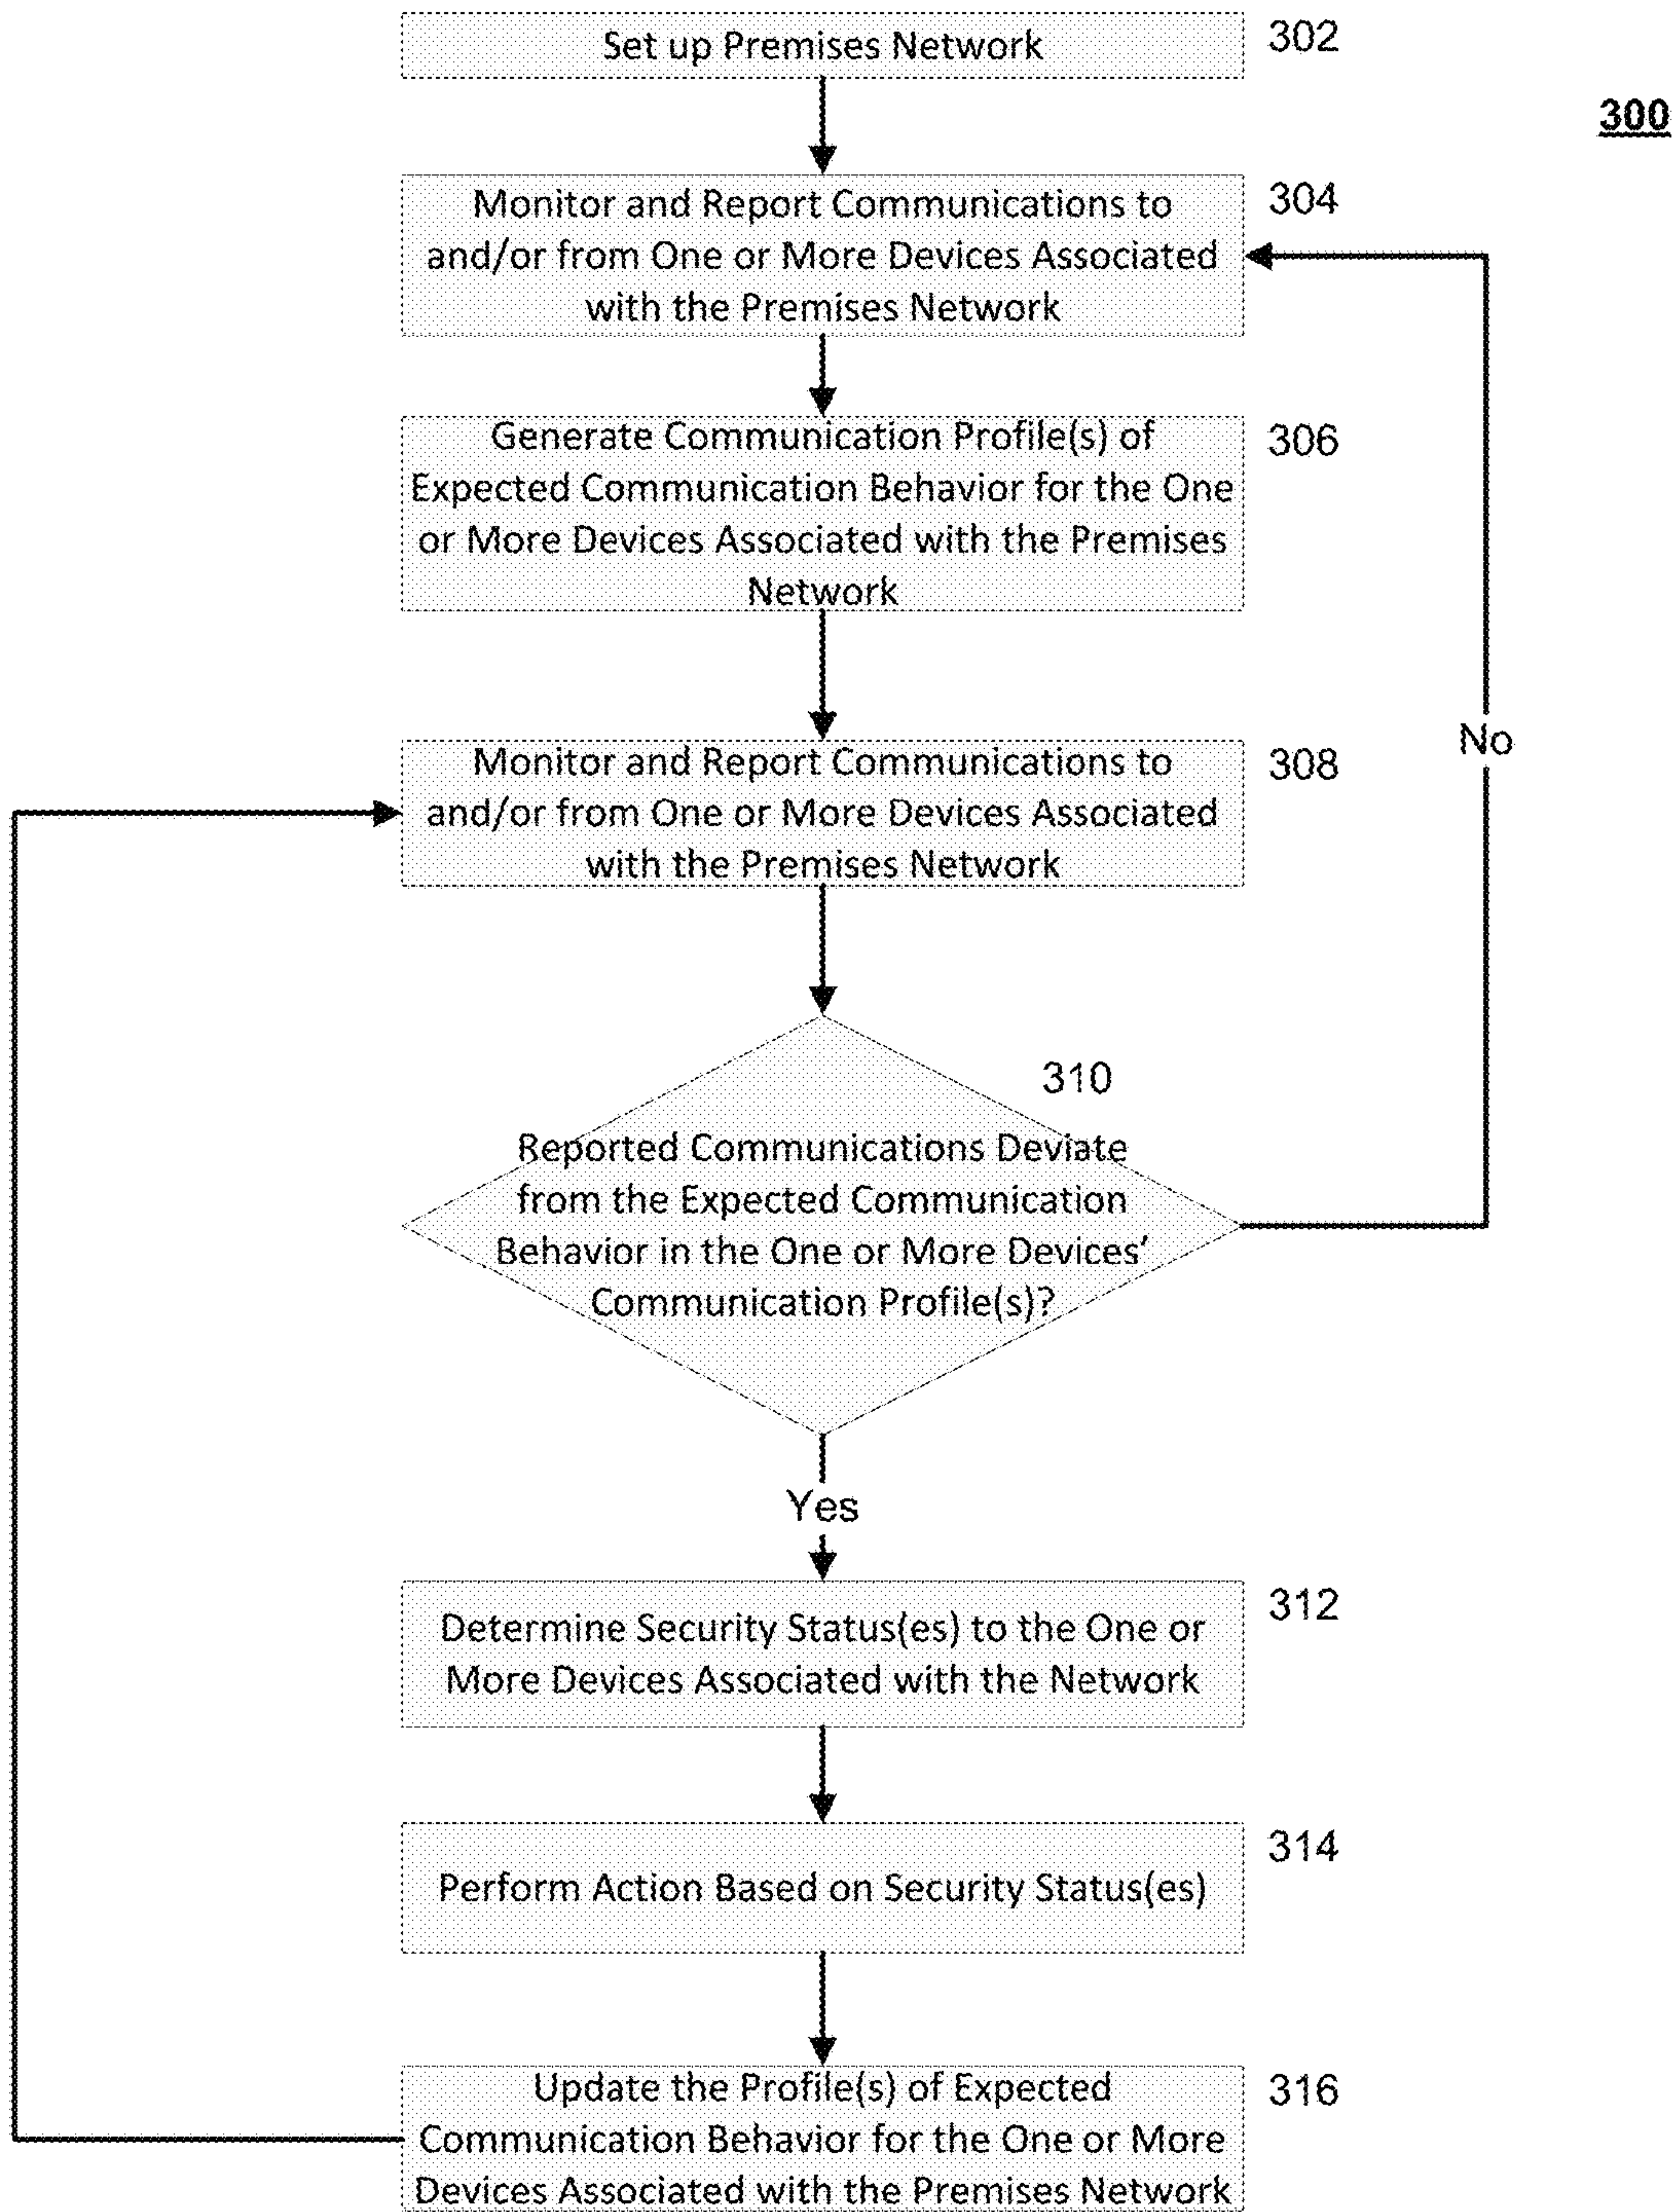 Set up Premises Network
302
300
Monitor and Report Communications to
and/or from One or More Devices Associated
with the Premises Network
304
Generate Communication Profile(s) of
Expected Communication Behavior for the One
or More Devices Associated with the Premises
Network
306
Monitor and Report Communications to
and/or from One or More Devices Associated
with the Premises Network
308
No
310
Reported Communications Deviate
from the Expected Communication
Behavior in the One or More Devices’
Communication Profile(s)?
Yes
Determine Security Status(es) to the One or
More Devices Associated with the Network
312
Perform Action Based on Security Status(es)
314
Update the Profile(s) of Expected
Communication Behavior for the One or More
Devices Associated with the Premises Network
316